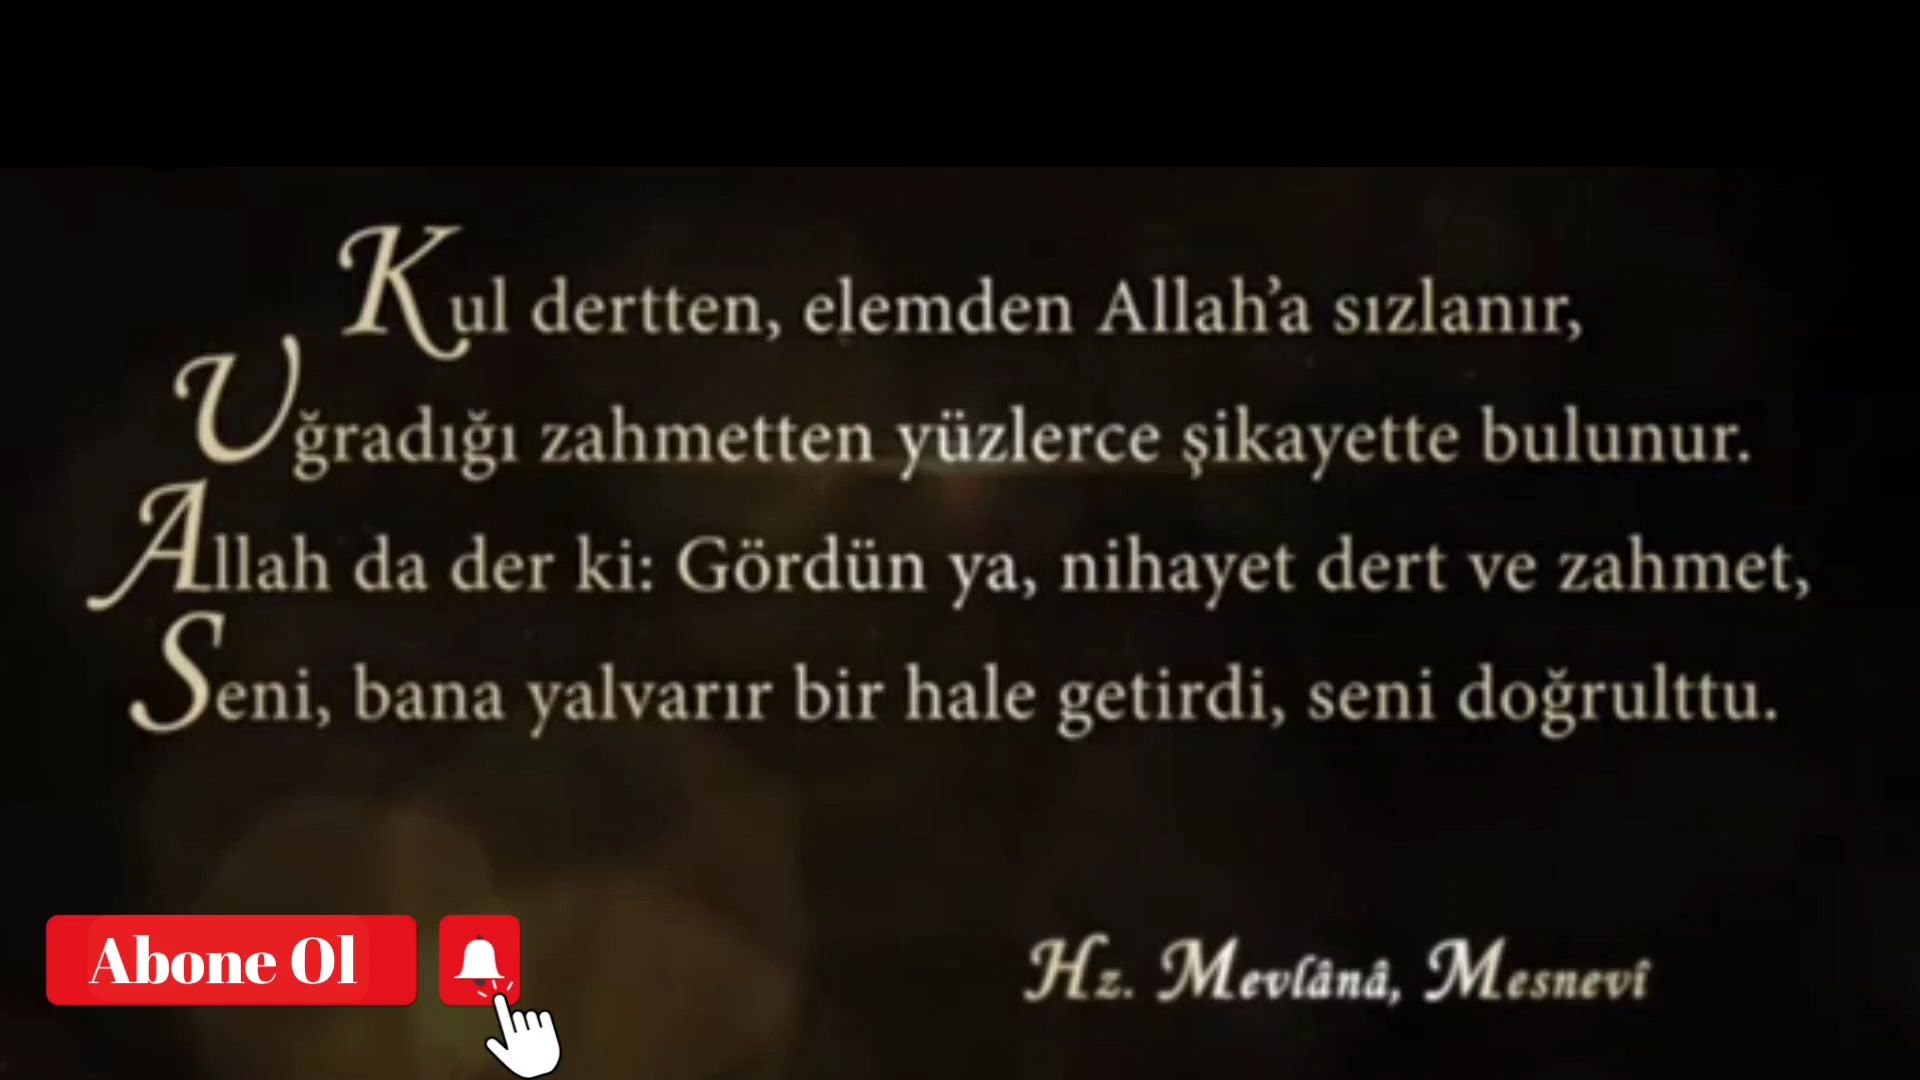 Kul dertten, elemden Allah’a sızlanır,
Uğradığı zahmetten yüzlerce şikayette bulunur.
Allah da der ki: Gördün ya, nihayet dert ve zahmet,
Seni, bana yalvarır bir hale getirdi, seni doğrulttu.
Hz. Mevlânâ, Mesnevî
Abone Ol